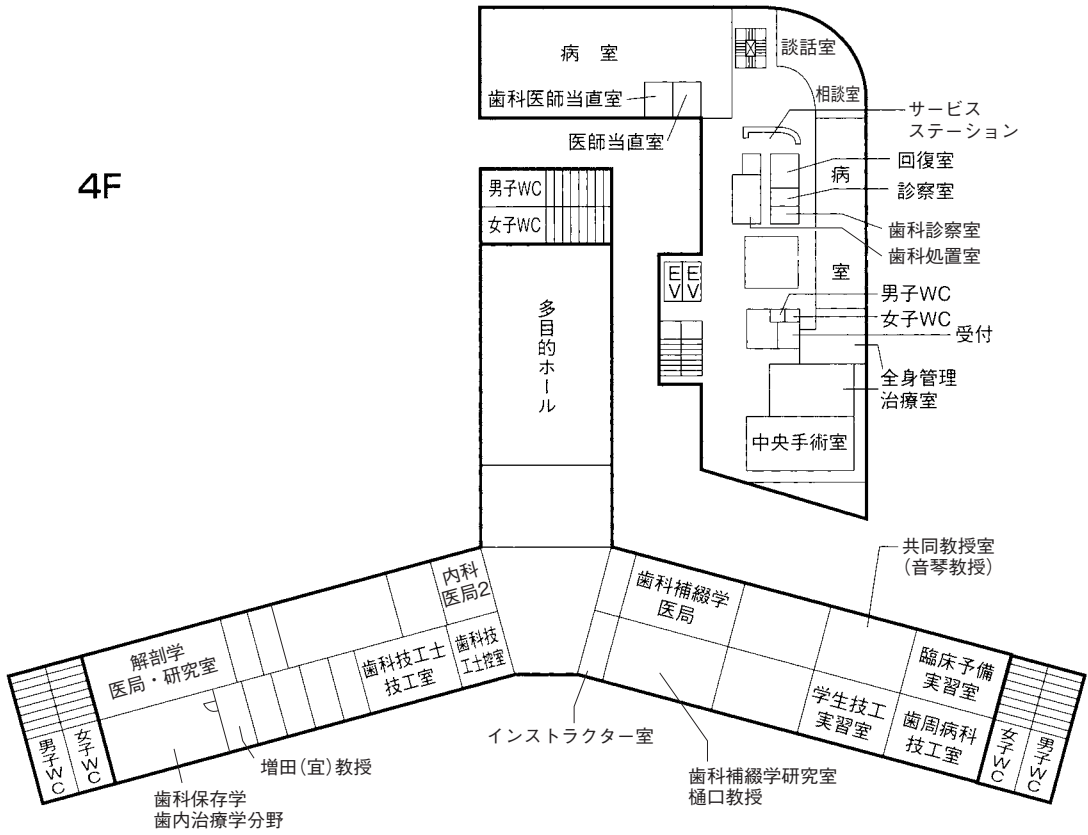 4F
病室
談話室
歯科医師当直室
相談室
サービス
ステーション
医師当直室
回復室
病室
診察室
男子WC
女子WC
歯科診察室
歯科処置室
EV
EV
男子WC
女子WC
受付
多目的ホール
全身管理
治療室
中央手術室
共同教授室
(音琴教授)
内科
医局2
歯科補綴学
医局
解剖学
医局・研究室
歯科技工士
技工室
歯科技
工士控室
臨床予備
実習室
学生技工
実習室
歯周病科
技工室
男子WC
女子WC
女子WC
男子WC
インストラクター室
増田(宜)教授
歯科補綴学研究室
樋口教授
歯科保存学
歯内治療学分野